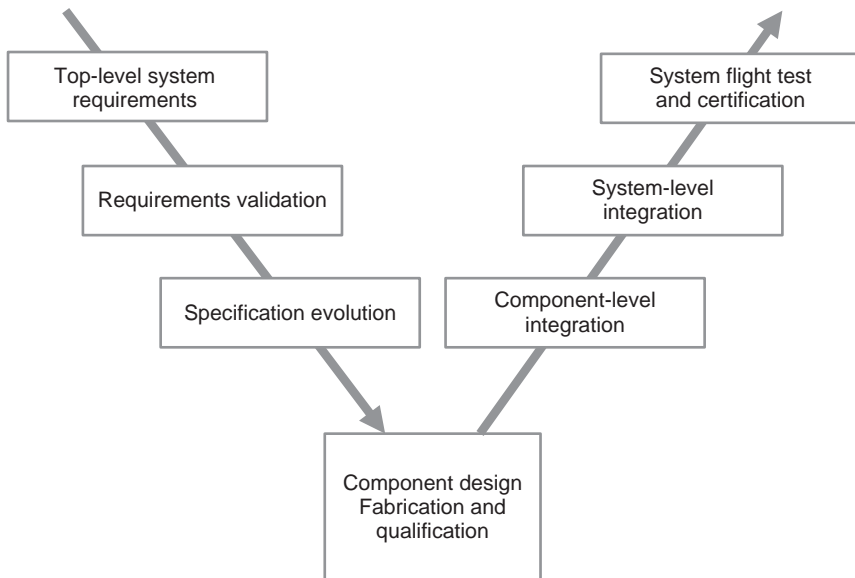 Top-level system
requirements
System flight test
and certification
Requirements validation
System-level
integration
Specification evolution
Component-level
integration
Component design
Fabrication and
qualification